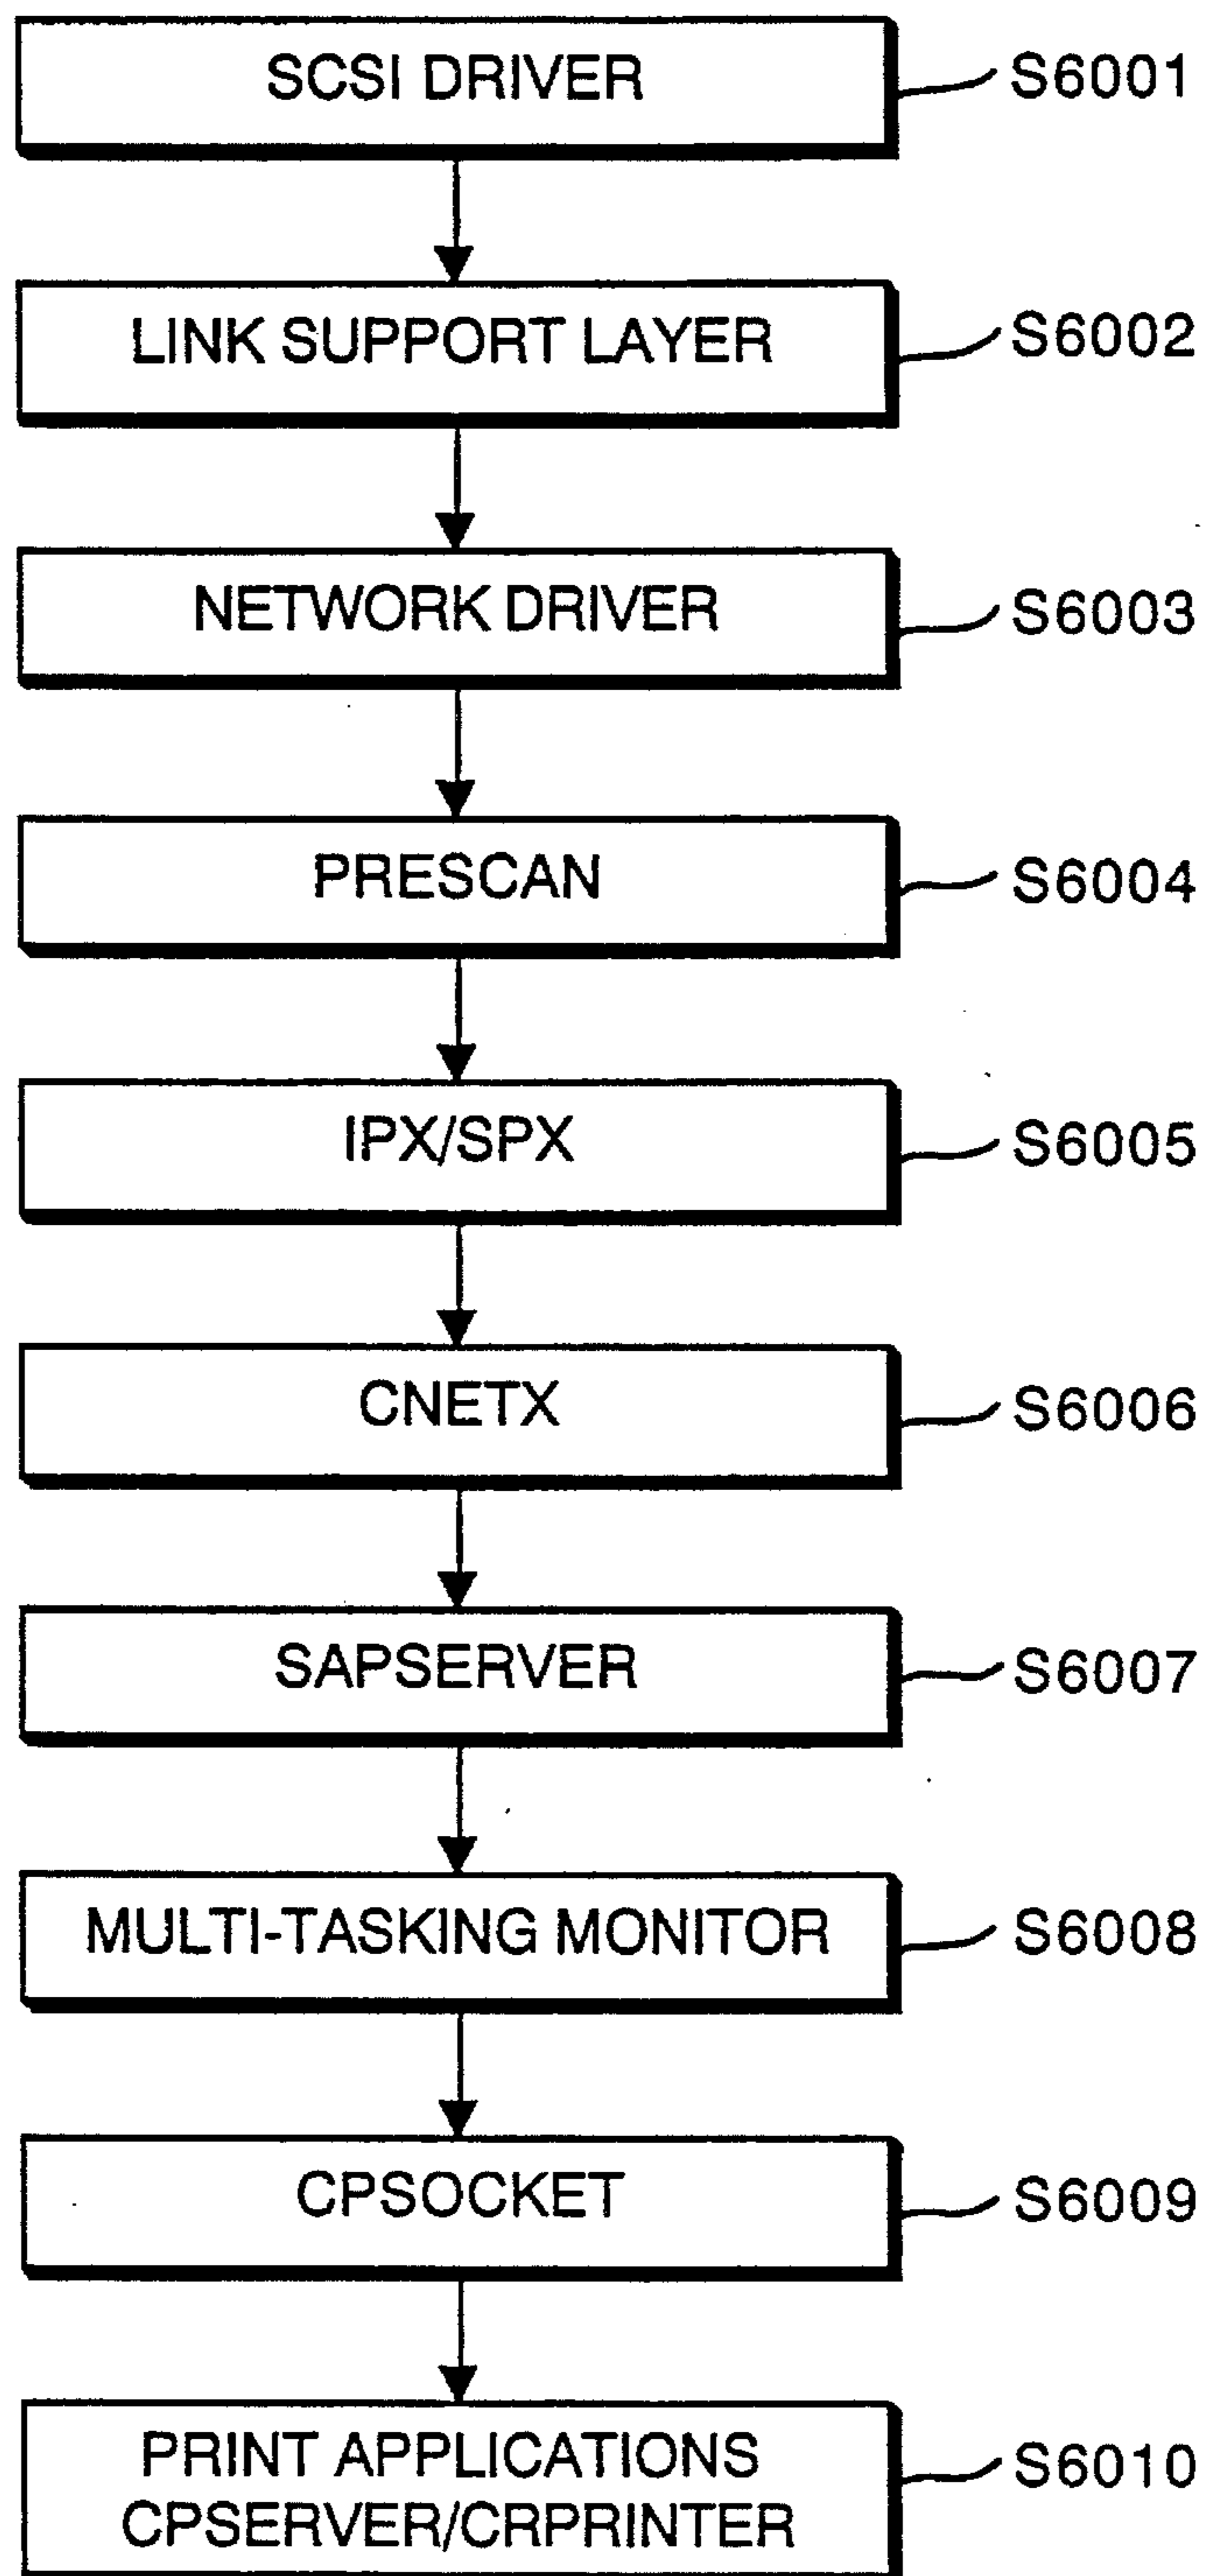 SCSI DRIVER S6001
LINK SUPPORT LAYER S6002
NETWORK DRIVER S6003
PRESCAN S6004
IPX/SPX S6005
CNETX S6006
SAPSERVER S6007
MULTI-TASKING MONITOR S6008
CPSOCKET S6009
PRINT APPLICATIONS S6010
CPSERVER/CRPRINTER